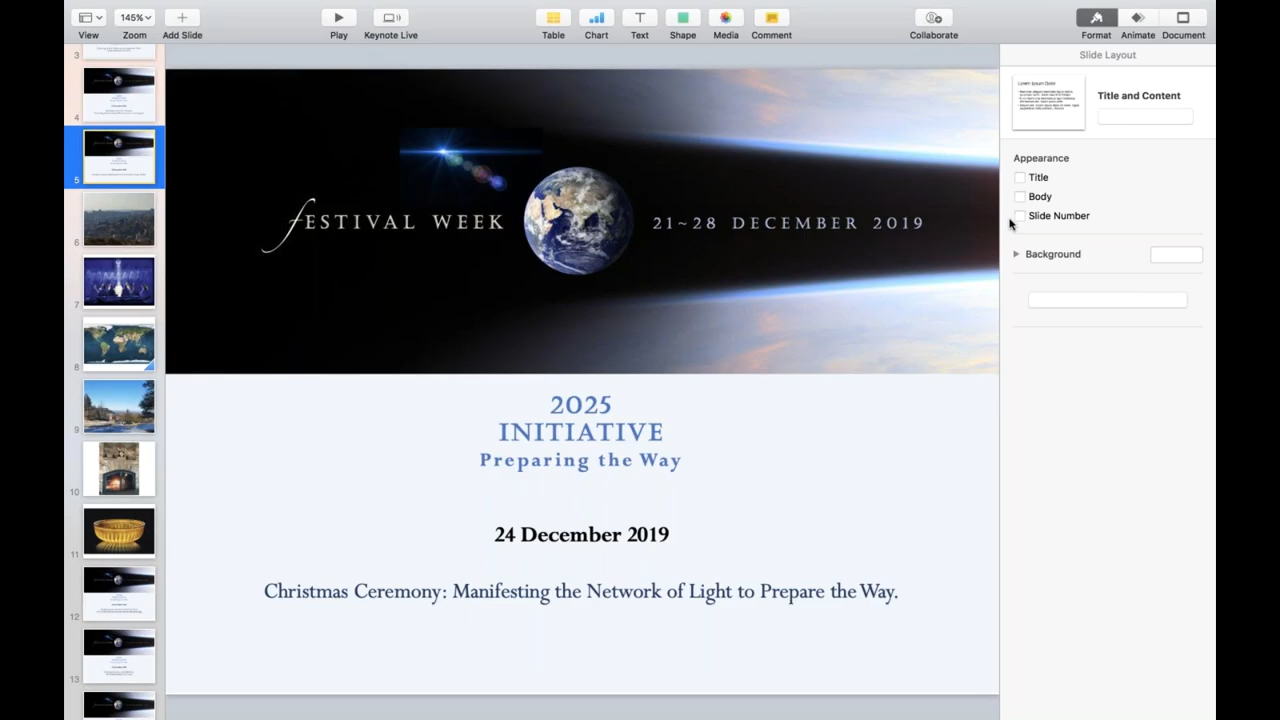 145%
View
Zoom
Add Slide
Play
Keynote Live
Table
Chart
Text
Shape
Media
Comment
Collaborate
Format
Animate
Document
3
4
5
6
7
8
9
10
11
12
13
FESTIVAL WEEK
21~28 DECEMBER 2019
2025
INITIATIVE
Preparing the Way
24 December 2019
Christmas Ceremony: Manifesting the Network of Light to Prepare the Way.
Slide Layout
Lorem Ipsum Dolor
Title and Content
Appearance
Title
Body
Slide Number
Background